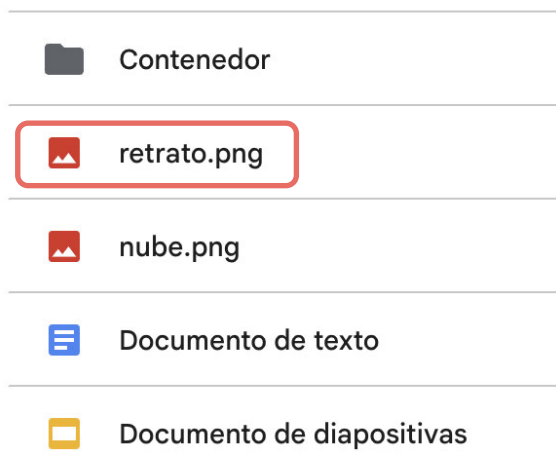 Contenedor
retrato.png
nube.png
Documento de texto
Documento de diapositivas